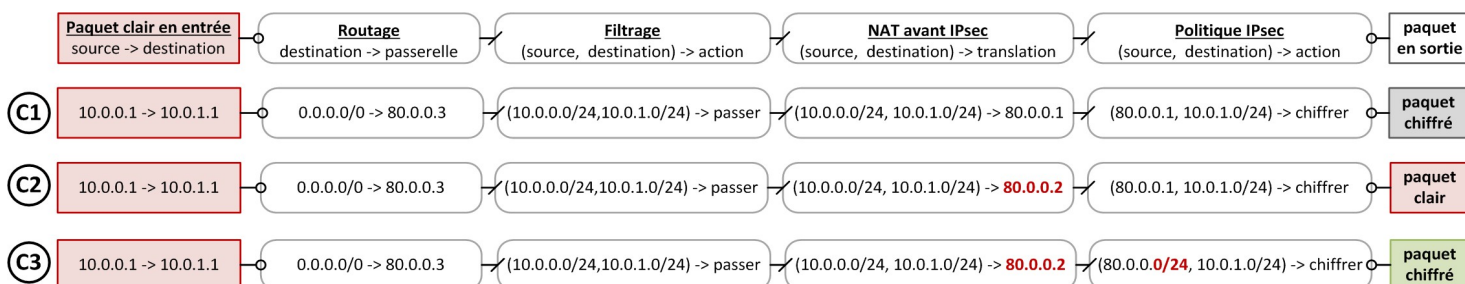 Paquet clair en entrée
source -> destination
Routage
destination -> passerelle
Filtrage
(source, destination) -> action
NAT avant IPsec
(source, destination) -> translation
Politique IPsec
(source, destination) -> action
paquet
en sortie
C1
10.0.0.1 -> 10.0.1.1
0.0.0.0/0 -> 80.0.0.3
(10.0.0.0/24,10.0.1.0/24) -> passer
(10.0.0.0/24, 10.0.1.0/24) -> 80.0.0.1
(80.0.0.1, 10.0.1.0/24) -> chiffrer
paquet
chiffré
C2
10.0.0.1 -> 10.0.1.1
0.0.0.0/0 -> 80.0.0.3
(10.0.0.0/24,10.0.1.0/24) -> passer
(10.0.0.0/24, 10.0.1.0/24) -> 80.0.0.2
(80.0.0.1, 10.0.1.0/24) -> chiffrer
paquet
clair
C3
10.0.0.1 -> 10.0.1.1
0.0.0.0/0 -> 80.0.0.3
(10.0.0.0/24,10.0.1.0/24) -> passer
(10.0.0.0/24, 10.0.1.0/24) -> 80.0.0.2
(80.0.0.0/24, 10.0.1.0/24) -> chiffrer
paquet
chiffré